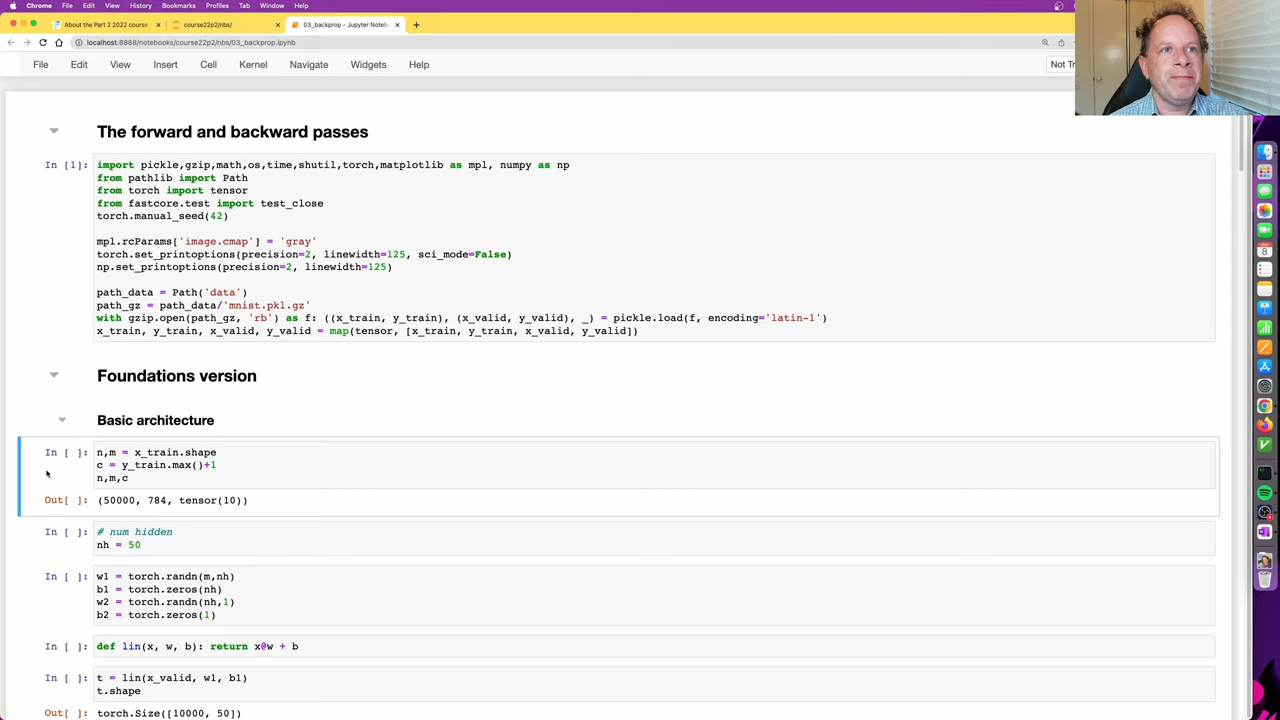 Chrome File Edit View History Bookmarks Profiles Tab Window Help
About the Part 2 2022 course
course22p2/nbs/
03_backprop - Jupyter Noteb
localhost:8888/notebooks/course22p2/nbs/03_backprop.ipynb
File Edit View Insert Cell Kernel Navigate Widgets Help
Not Tr
The forward and backward passes
In [1]: import pickle,gzip,math,os,time,shutil,torch,matplotlib as mpl, numpy as np
from pathlib import Path
from torch import tensor
from fastcore.test import test_close
torch.manual_seed(42)
mpl.rcParams['image.cmap'] = 'gray'
torch.set_printoptions(precision=2, linewidth=125, sci_mode=False)
np.set_printoptions(precision=2, linewidth=125)
path_data = Path('data')
path_gz = path_data/'mnist.pkl.gz'
with gzip.open(path_gz, 'rb') as f: ((x_train, y_train), (x_valid, y_valid), _) = pickle.load(f, encoding='latin-1')
x_train, y_train, x_valid, y_valid = map(tensor, [x_train, y_train, x_valid, y_valid])
Foundations version
Basic architecture
In [ ]: n,m = x_train.shape
c = y_train.max()+1
n,m,c
Out[ ]: (50000, 784, tensor(10))
In [ ]: # num hidden
nh = 50
In [ ]: w1 = torch.randn(m,nh)
b1 = torch.zeros(nh)
w2 = torch.randn(nh,1)
b2 = torch.zeros(1)
In [ ]: def lin(x, w, b): return x@w + b
In [ ]: t = lin(x_valid, w1, b1)
t.shape
Out[ ]: torch.Size([10000, 50])
8